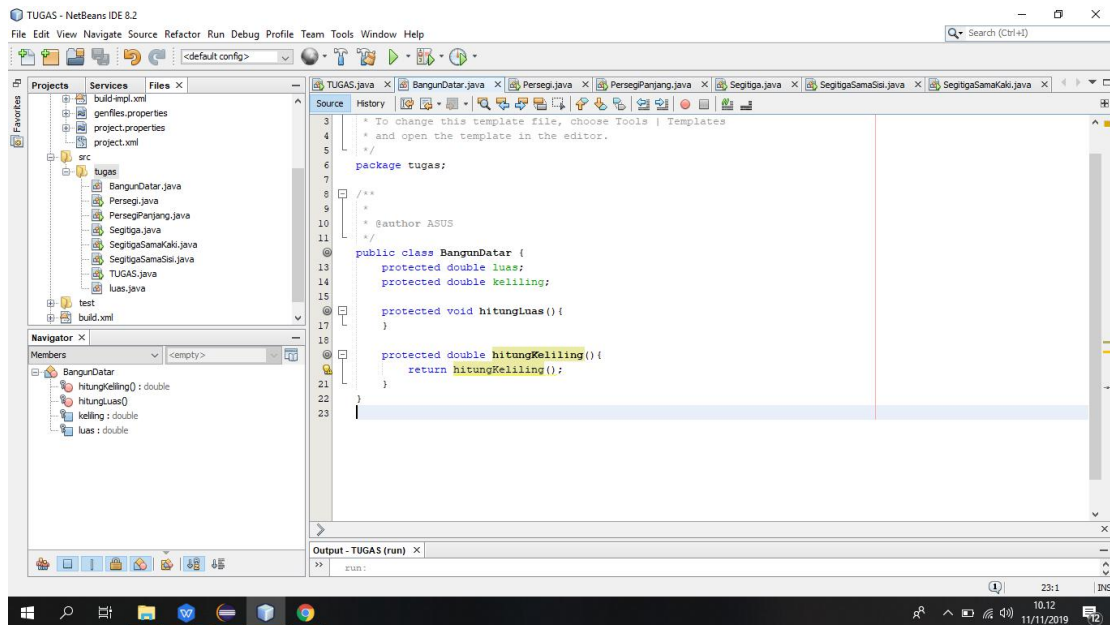 TUGAS - NetBeans IDE 8.2
File Edit View Navigate Source Refactor Run Debug Profile Team Tools Window Help
Search (Ctrl+I)
<default config>
Projects Services Files
TUGAS.java BangunDatar.java Persegi.java PersegiPanjang.java Segitiga.java SegitigaSamaSisi.java SegitigaSamaKaki.java
Favorites
build-impl.xml
genfiles.properties
project.properties
project.xml
src
tugas
BangunDatar.java
Persegi.java
PersegiPanjang.java
Segitiga.java
SegitigaSamaKaki.java
SegitigaSamaSisi.java
TUGAS.java
luas.java
test
build.xml
Navigator
Members <empty>
BangunDatar
hitungKeliling() : double
hitungLuas()
keliling : double
luas : double
Source History
3 * To change this template file, choose Tools | Templates
4 * and open the template in the editor.
5 */
6 package tugas;
7
8 /**
9 *
10 * @author ASUS
11 */
public class BangunDatar {
13 protected double luas;
14 protected double keliling;
15
protected void hitungLuas(){
17 }
18
protected double hitungKeliling(){
return hitungKeliling();
21 }
22 }
23
Output - TUGAS (run)
run:
1 23:1 INS
10.12
11/11/2019
12